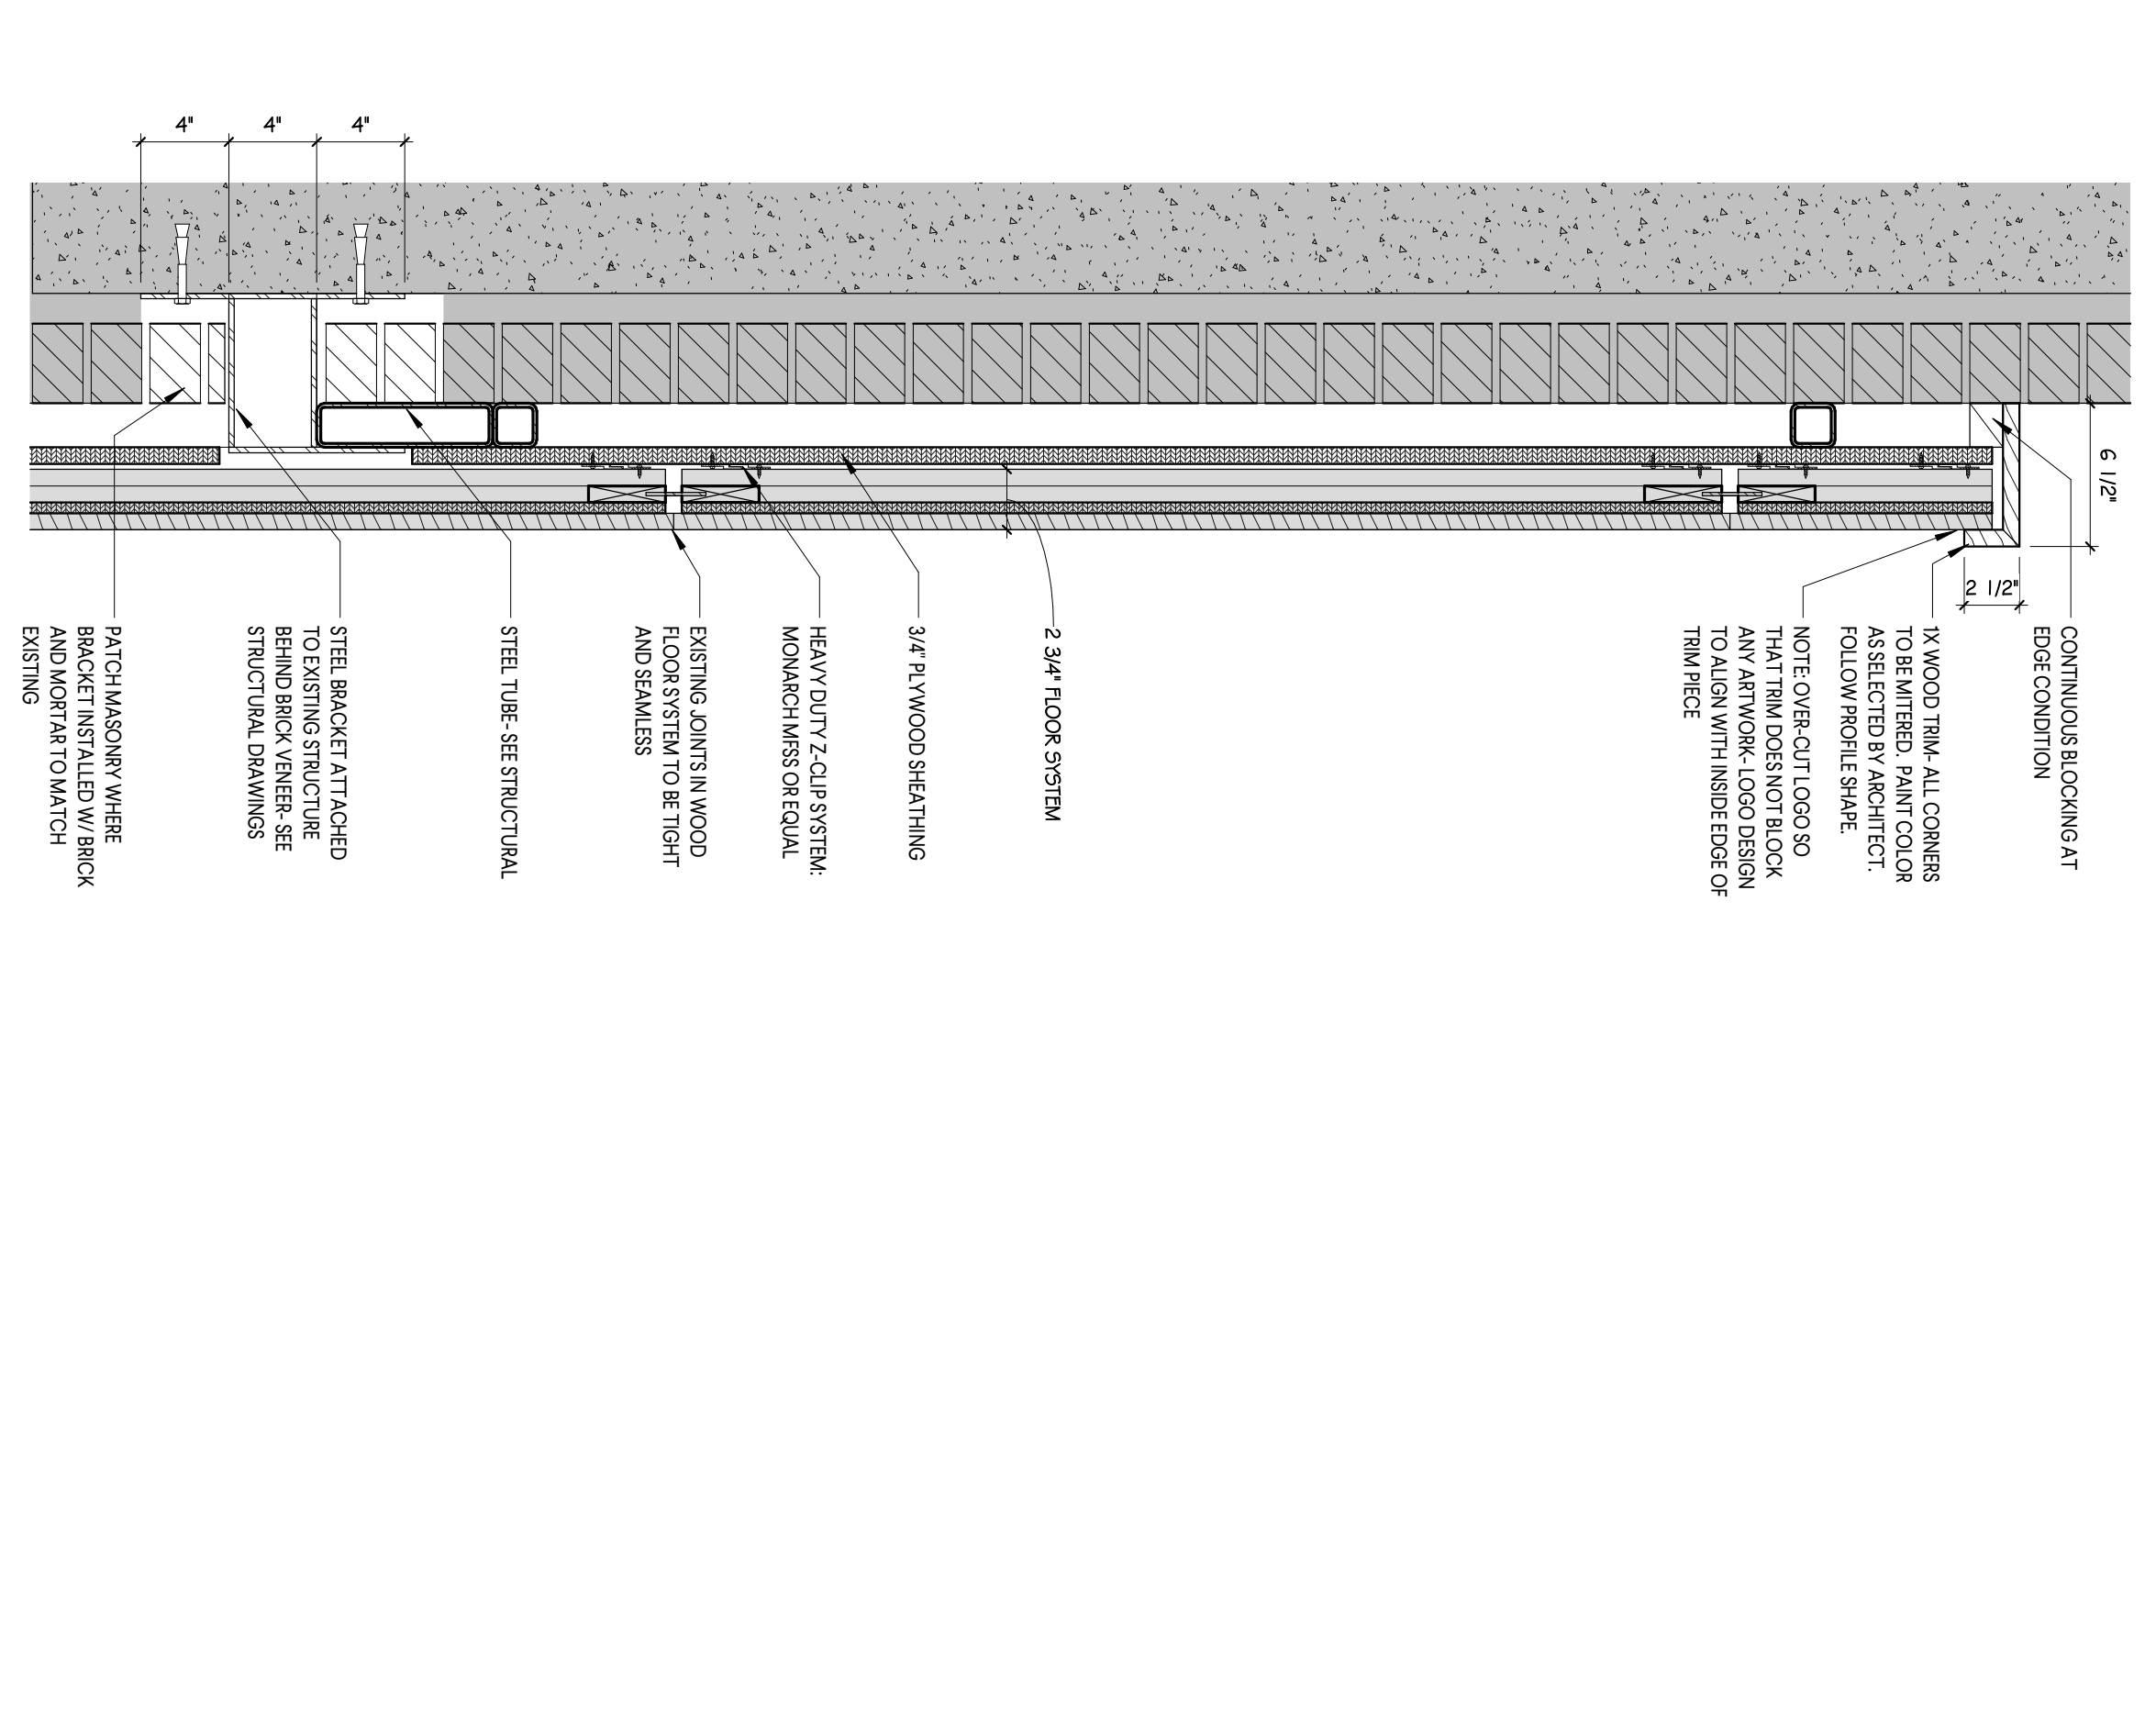 CONTINUOUS BLOCKING AT
EDGE CONDITION
1X WOOD TRIM- ALL CORNERS
TO BE MITERED. PAINT COLOR
AS SELECTED BY ARCHITECT.
FOLLOW PROFILE SHAPE.
NOTE: OVER-CUT LOGO SO
THAT TRIM DOES NOT BLOCK
ANY ARTWORK- LOGO DESIGN
TO ALIGN WITH INSIDE EDGE OF
TRIM PIECE
2 3/4" FLOOR SYSTEM
3/4" PLYWOOD SHEATHING
HEAVY DUTY Z-CLIP SYSTEM:
MONARCH MFSS OR EQUAL
EXISTING JOINTS IN WOOD
FLOOR SYSTEM TO BE TIGHT
AND SEAMLESS
STEEL TUBE- SEE STRUCTURAL
STEEL BRACKET ATTACHED
TO EXISTING STRUCTURE
BEHIND BRICK VENEER- SEE
STRUCTURAL DRAWINGS
PATCH MASONRY WHERE
BRACKET INSTALLED W/ BRICK
AND MORTAR TO MATCH
EXISTING
6 1/2"
2 1/2"
4"
4"
4"